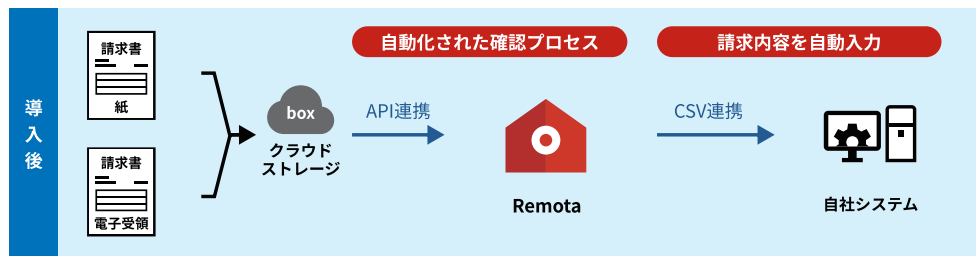 導入後
請求書
紙
請求書
電子受領
box
クラウド
ストレージ
自動化された確認プロセス
API連携
Remota
請求内容を自動入力
CSV連携
自社システム